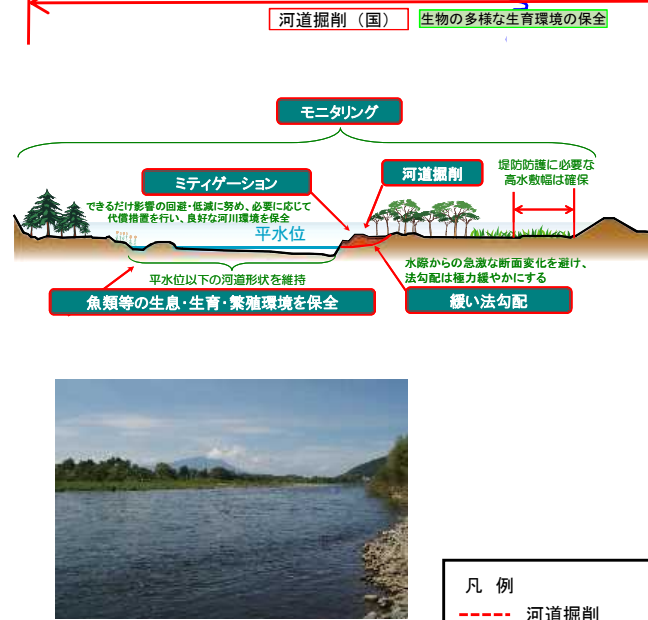 河道掘削（国）
生物の多様な生育環境の保全
モニタリング
ミティゲーション
できるだけ影響の回避・低減に努め、必要に応じて
代償措置を行い、良好な河川環境を保全
河道掘削
堤防防護に必要な
高水敷幅は確保
平水位
平水位以下の河道形状を維持
魚類等の生息・生育・繁殖環境を保全
水際からの急激な断面変化を避け、
法勾配は極力緩やかにする
緩い法勾配
凡 例
河道掘削